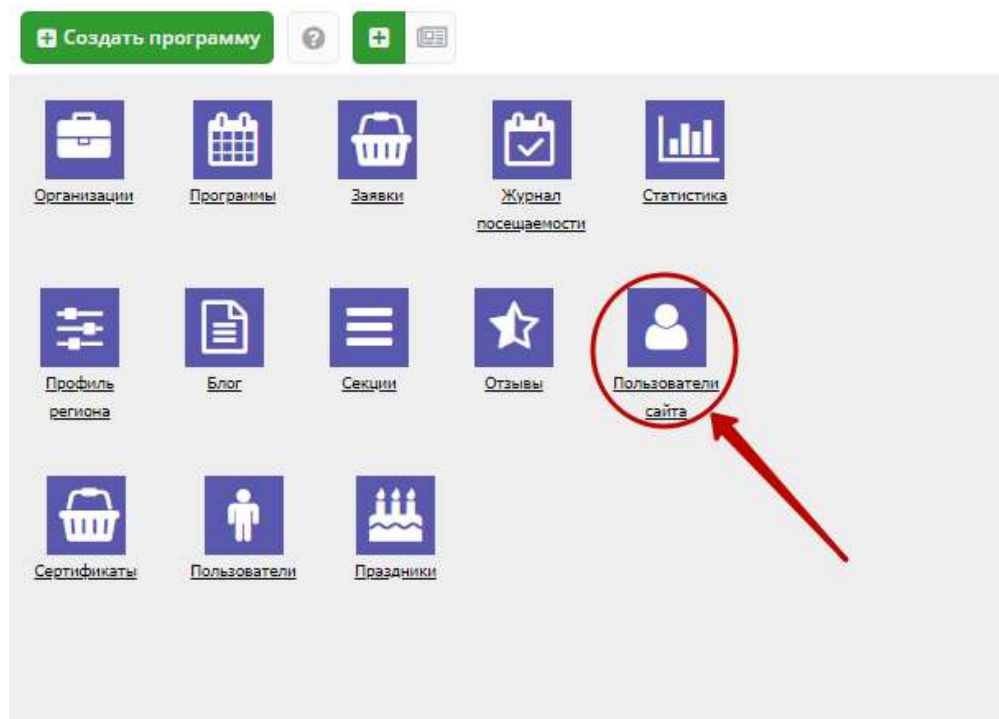 Создать программу
Организации
Программы
Заявки
Журнал
посещаемости
Статистика
Профиль
региона
Блог
Секции
Отзывы
Пользователи
сайта
Сертификаты
Пользователи
Праздники